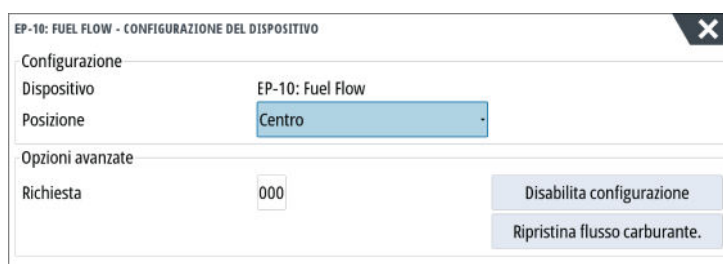 EP-10: FUEL FLOW - CONFIGURAZIONE DEL DISPOSITIVO
Configurazione
Dispositivo EP-10: Fuel Flow
Posizione Centro
Opzioni avanzate
Richiesta 000 Disabilita configurazione
Ripristina flusso carburante.